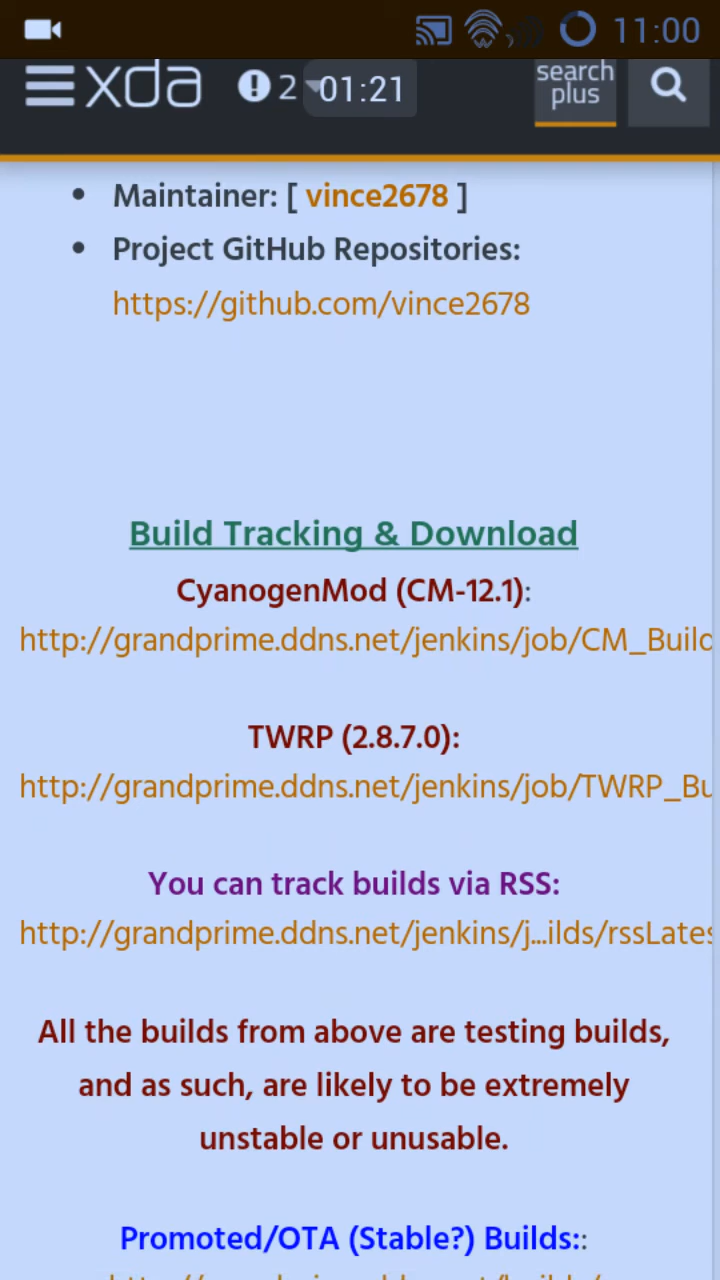 11:00
xda 2 01:21 search
plus
• Maintainer: [ vince2678 ]
• Project GitHub Repositories:
https://github.com/vince2678
Build Tracking & Download
CyanogenMod (CM-12.1):
http://grandprime.ddns.net/jenkins/job/CM_Build
TWRP (2.8.7.0):
http://grandprime.ddns.net/jenkins/job/TWRP_Bu
You can track builds via RSS:
http://grandprime.ddns.net/jenkins/j...ilds/rssLates
All the builds from above are testing builds,
and as such, are likely to be extremely
unstable or unusable.
Promoted/OTA (Stable?) Builds::